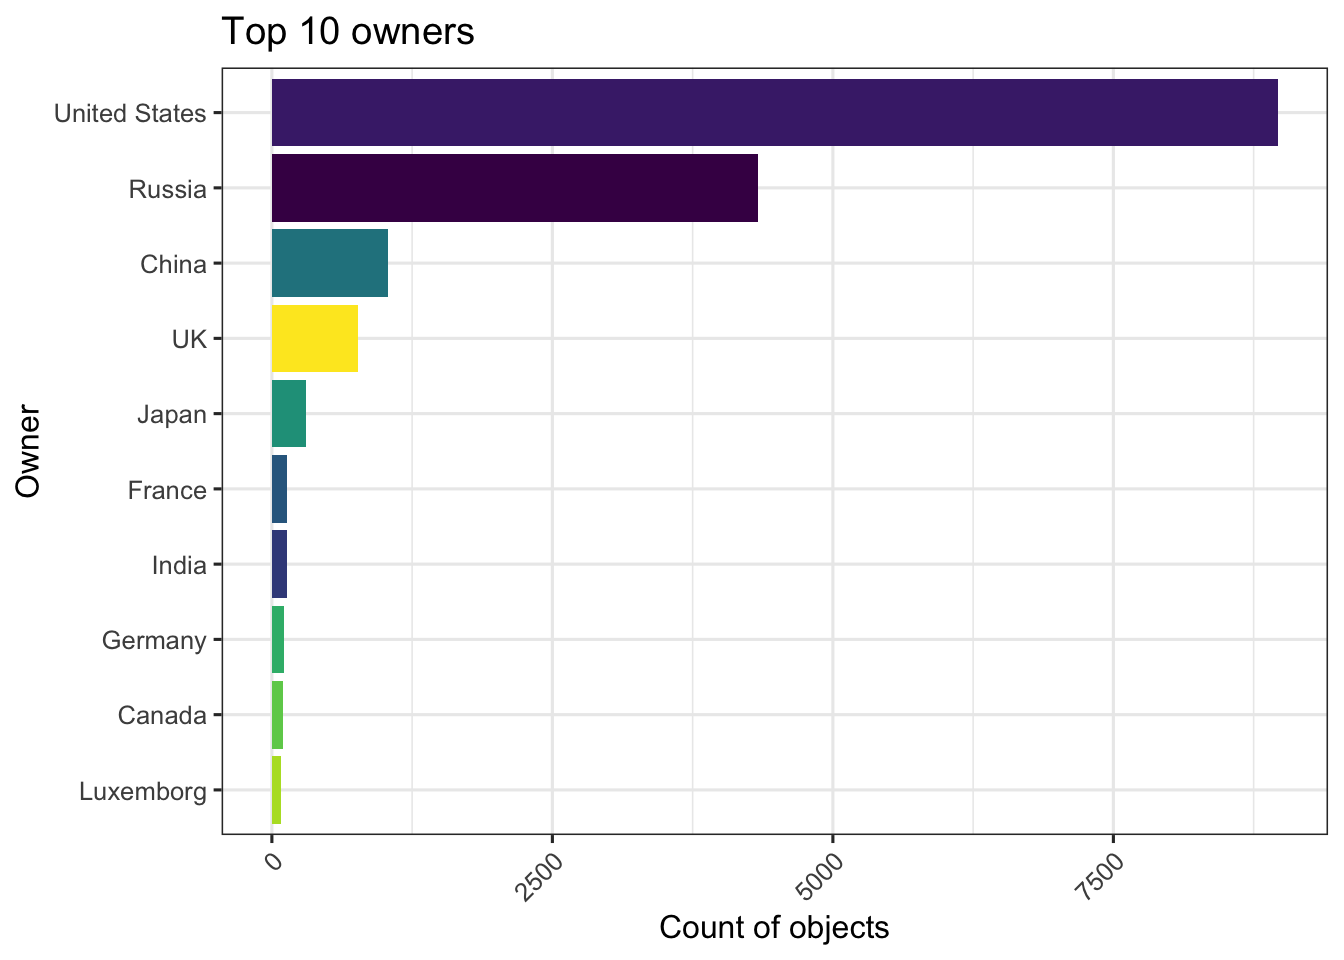 Top 10 owners
United States
Russia
China
UK
Japan
France
India
Germany
Canada
Luxemborg
Owner
0
2500
5000
7500
Count of objects